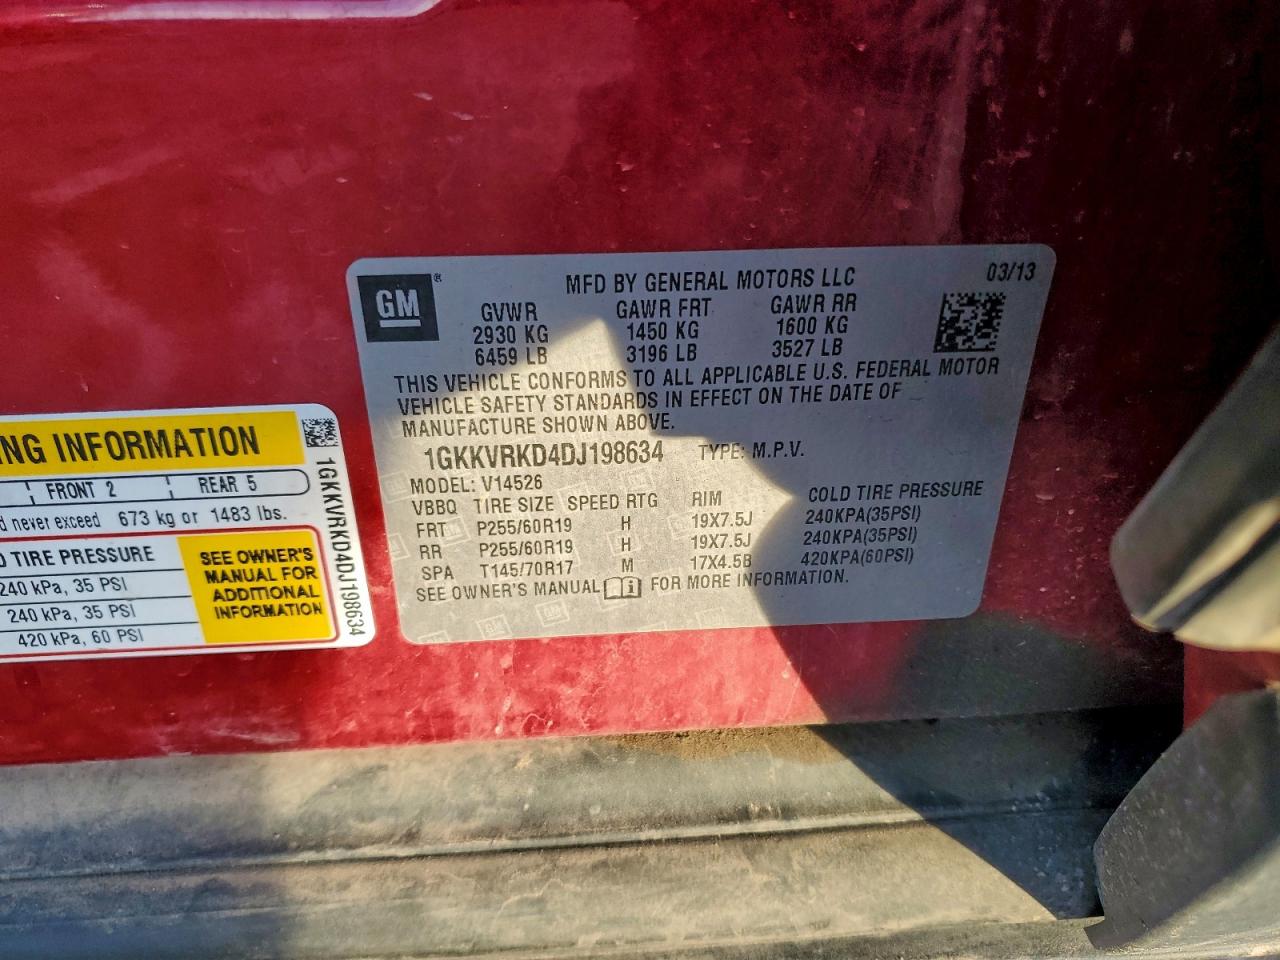 GM®
MFD BY GENERAL MOTORS LLC
03/13
GVWR GAWR FRT GAWR RR
2930 KG 1450 KG 1600 KG
6459 LB 3196 LB 3527 LB
THIS VEHICLE CONFORMS TO ALL APPLICABLE U.S. FEDERAL MOTOR
VEHICLE SAFETY STANDARDS IN EFFECT ON THE DATE OF
MANUFACTURE SHOWN ABOVE.
1GKKVRKD4DJ198634 TYPE: M.P.V.
MODEL: V14526
VBBQ TIRE SIZE SPEED RTG RIM COLD TIRE PRESSURE
FRT P255/60R19 H 19X7.5J 240KPA(35PSI)
RR P255/60R19 H 19X7.5J 240KPA(35PSI)
SPA T145/70R17 M 17X4.5B 420KPA(60PSI)
SEE OWNER'S MANUAL i FOR MORE INFORMATION.
NG INFORMATION
FRONT 2 REAR 5
d never exceed 673 kg or 1483 lbs.
D TIRE PRESSURE
240 kPa, 35 PSI
240 kPa, 35 PSI
420 kPa, 60 PSI
SEE OWNER'S
MANUAL FOR
ADDITIONAL
INFORMATION
1GKKVRKD4DJ198634